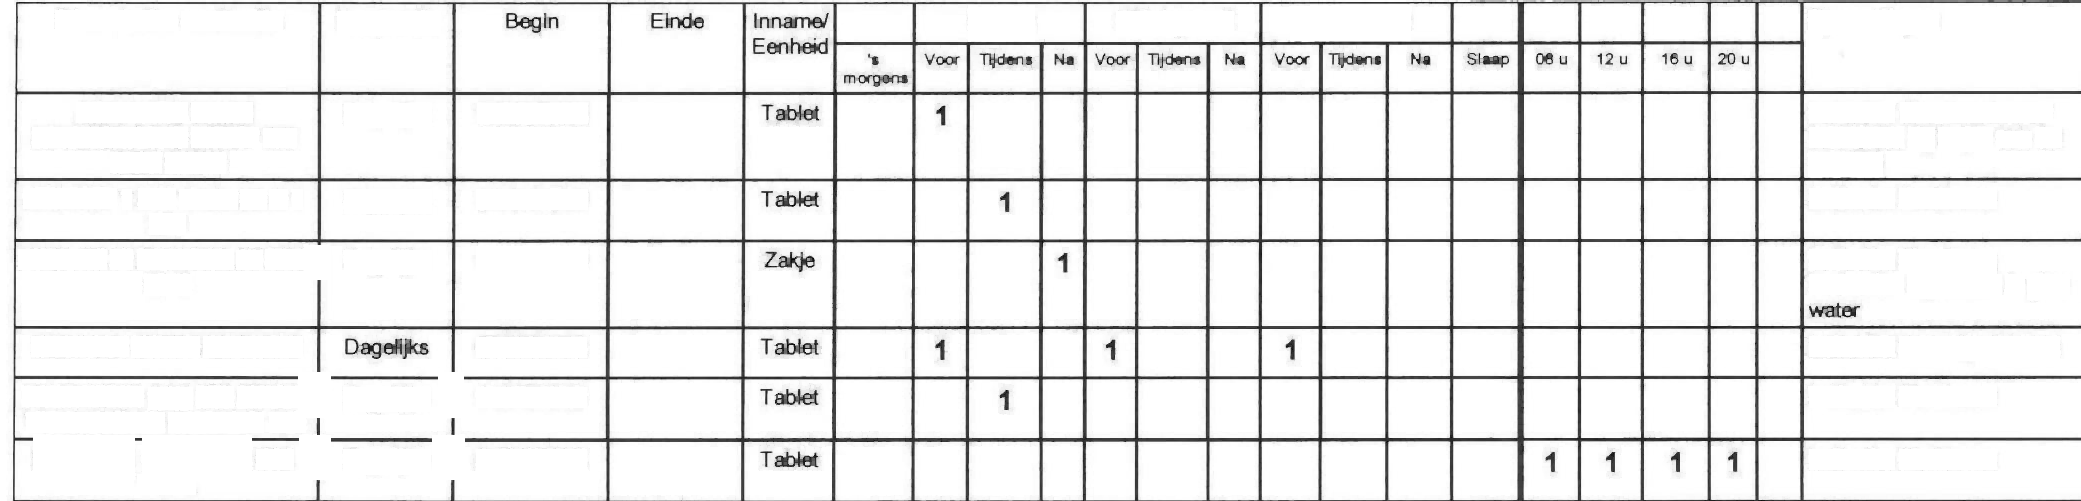 Begin Einde Inname/
Eenheid
's
morgens Voor Tijdens Na Voor Tijdens Na Voor Tijdens Na Slaap 08 u 12 u 16 u 20 u
Tablet 1
Tablet 1
Zakje 1
water
Dagelijks Tablet 1 1 1
Tablet 1
Tablet 1 1 1 1